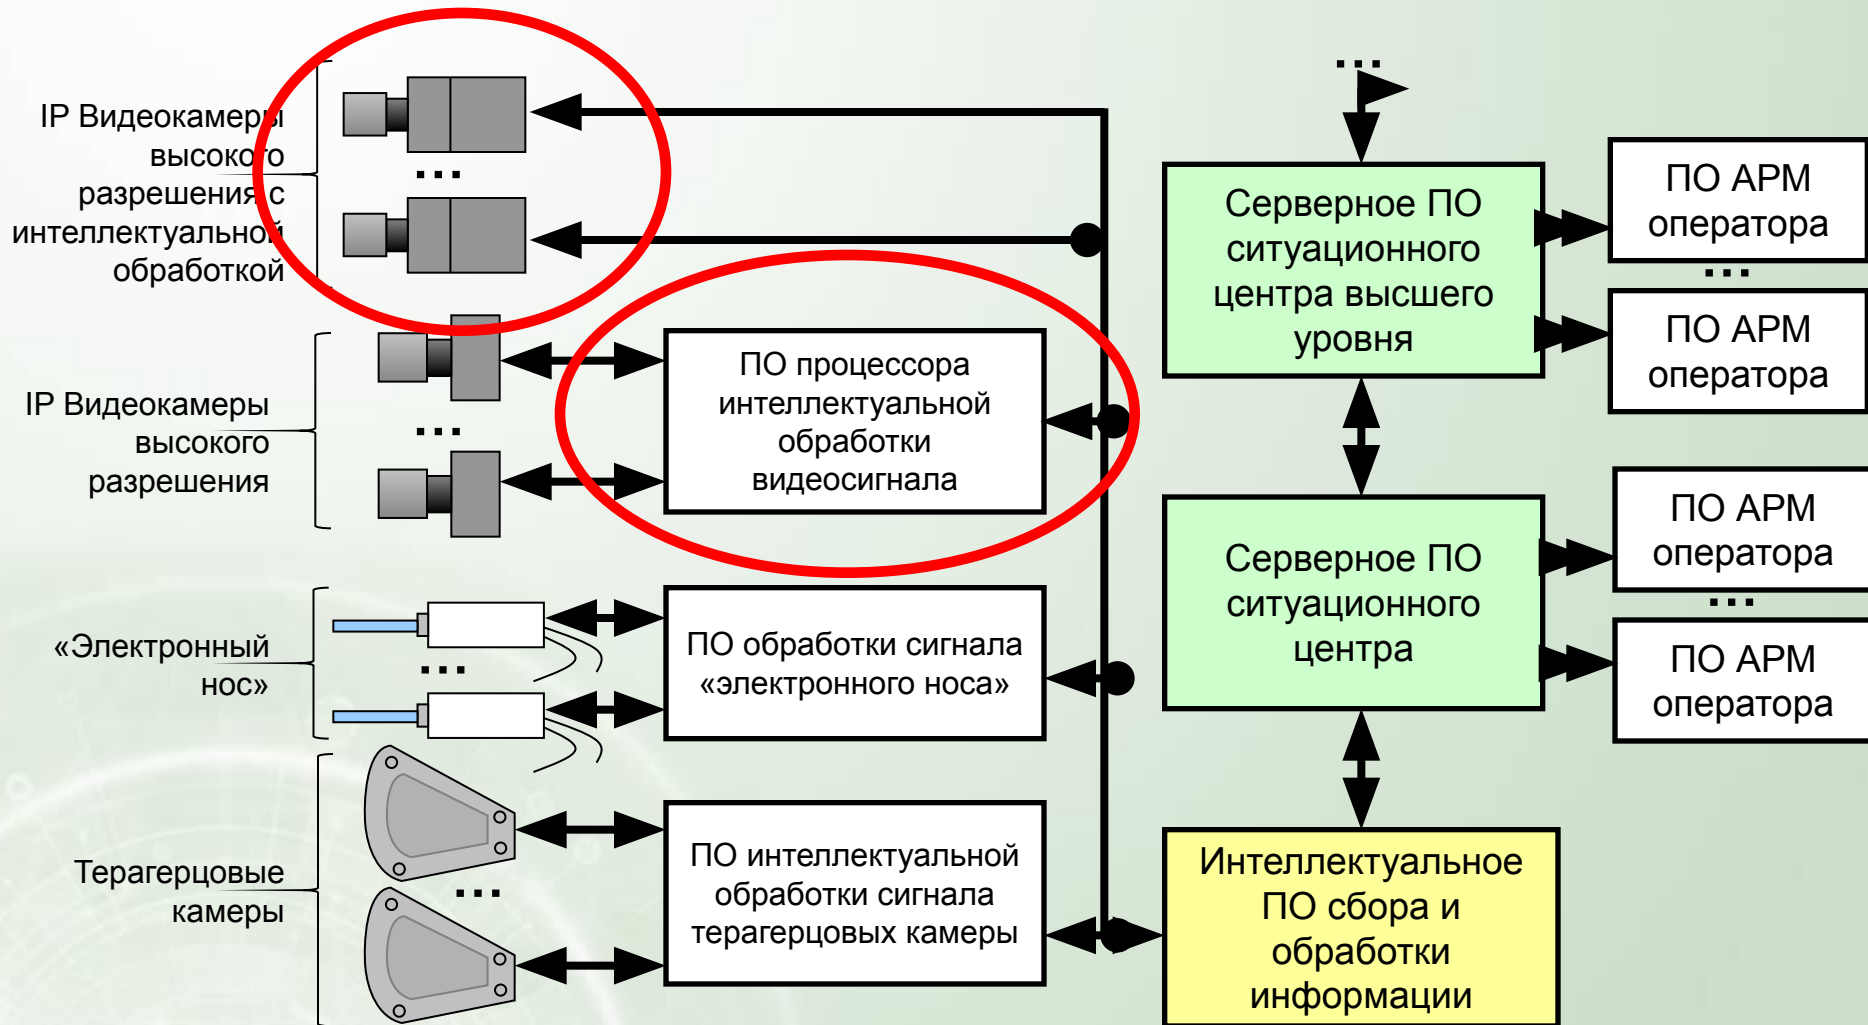 IP Видеокамеры
высокого
разрешения с
интеллектуальной
обработкой
...
IP Видеокамеры
высокого
разрешения
...
ПО процессора
интеллектуальной
обработки
видеосигнала
«Электронный
нос»
...
ПО обработки сигнала
«электронного носа»
Терагерцовые
камеры
...
ПО интеллектуальной
обработки сигнала
терагерцовых камеры
...
Серверное ПО
ситуационного
центра высшего
уровня
ПО АРМ
оператора
...
ПО АРМ
оператора
Серверное ПО
ситуационного
центра
ПО АРМ
оператора
...
ПО АРМ
оператора
Интеллектуальное
ПО сбора и
обработки
информации